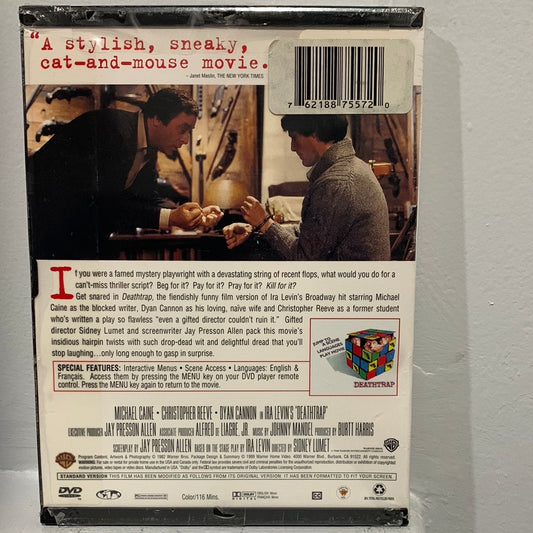 "A stylish, sneaky,
cat-and-mouse movie.
– Janet Maslin, THE NEW YORK TIMES
7 62188 75572 0
If you were a famed mystery playwright with a devastating string of recent flops, what would you do for a
can't-miss thriller script? Beg for it? Pay for it? Pray for it? Kill for it?
Get snared in Deathtrap, the fiendishly funny film version of Ira Levin's Broadway hit starring Michael
Caine as the blocked writer, Dyan Cannon as his loving, naïve wife and Christopher Reeve as a former student
who's written a play so flawless "even a gifted director couldn't ruin it." Gifted
director Sidney Lumet and screenwriter Jay Presson Allen pack this movie's
insidious hairpin twists with such drop-dead wit and delightful dread that you'll
stop laughing...only long enough to gasp in surprise.
SPECIAL FEATURES: Interactive Menus • Scene Access • Languages: English &
Français. Access them by pressing the MENU key on your DVD player remote
control. Press the MENU key again to return to the movie.
JUMP TO A SCENE
LANGUAGES
PLAY MOVIE
DEATHTRAP
MICHAEL CAINE • CHRISTOPHER REEVE • DYAN CANNON IN IRA LEVIN'S "DEATHTRAP"
EXECUTIVE PRODUCER JAY PRESSON ALLEN ASSOCIATE PRODUCER ALFRED de LIAGRE, JR. MUSIC BY JOHNNY MANDEL PRODUCED BY BURTT HARRIS
SCREENPLAY BY JAY PRESSON ALLEN BASED ON THE STAGE PLAY BY IRA LEVIN DIRECTED BY SIDNEY LUMET
STANDARD VERSION THIS FILM HAS BEEN MODIFIED AS FOLLOWS FROM ITS ORIGINAL VERSION: IT HAS BEEN FORMATTED TO FIT YOUR SCREEN.
DVD
VIDEO
Color/116 Mins.
DOLBY
DIGITAL
CC